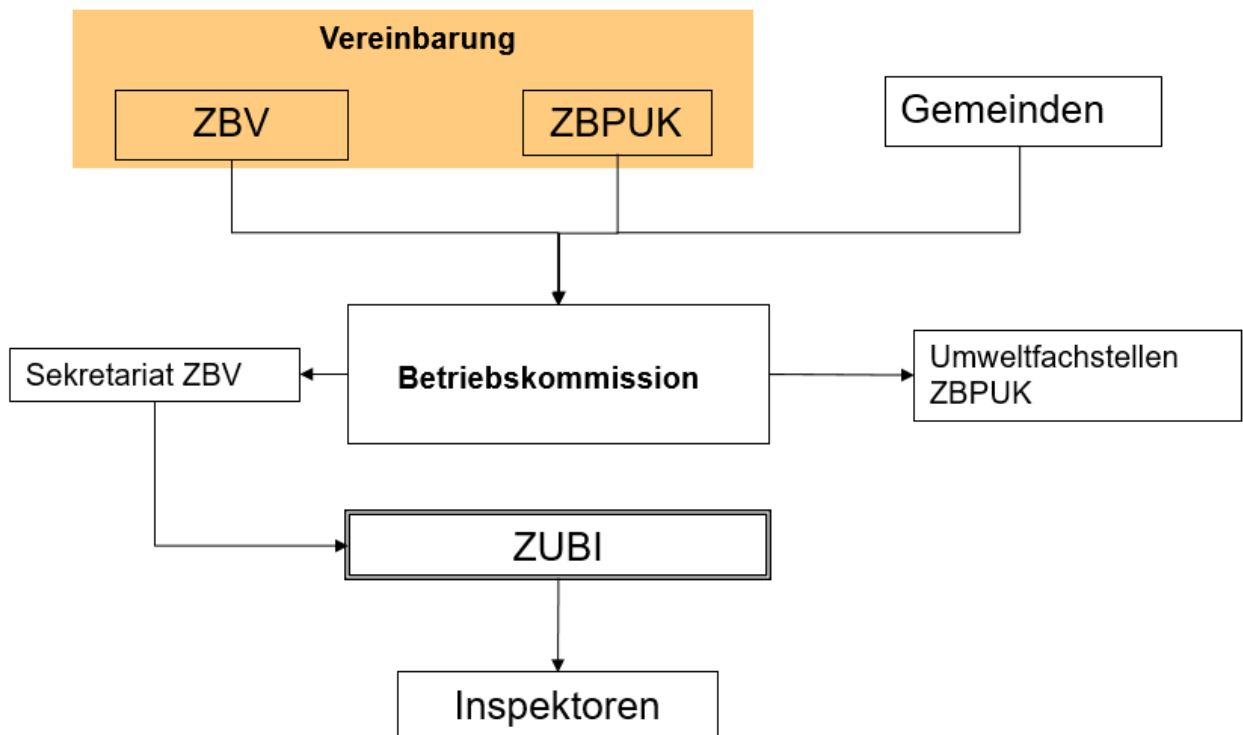 Vereinbarung
ZBV
ZBPUK
Gemeinden
Sekretariat ZBV
Betriebskommission
Umweltfachstellen
ZBPUK
ZUBI
Inspektoren